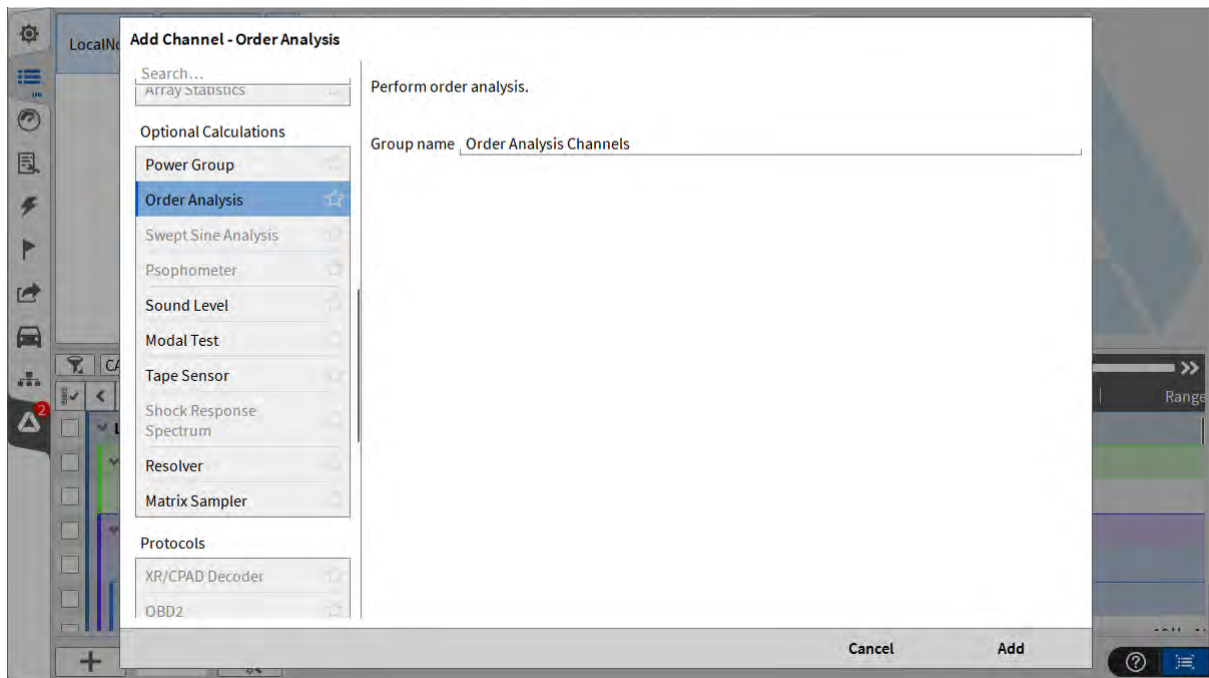 LocalNo
Add Channel - Order Analysis
Search...
Array Statistics
Optional Calculations
Power Group
Order Analysis
Swept Sine Analysis
Psophometer
Sound Level
Modal Test
Tape Sensor
Shock Response
Spectrum
Resolver
Matrix Sampler
Protocols
XR/CPAD Decoder
OBD2
Perform order analysis.
Group name Order Analysis Channels
Cancel Add
2
CA
Range